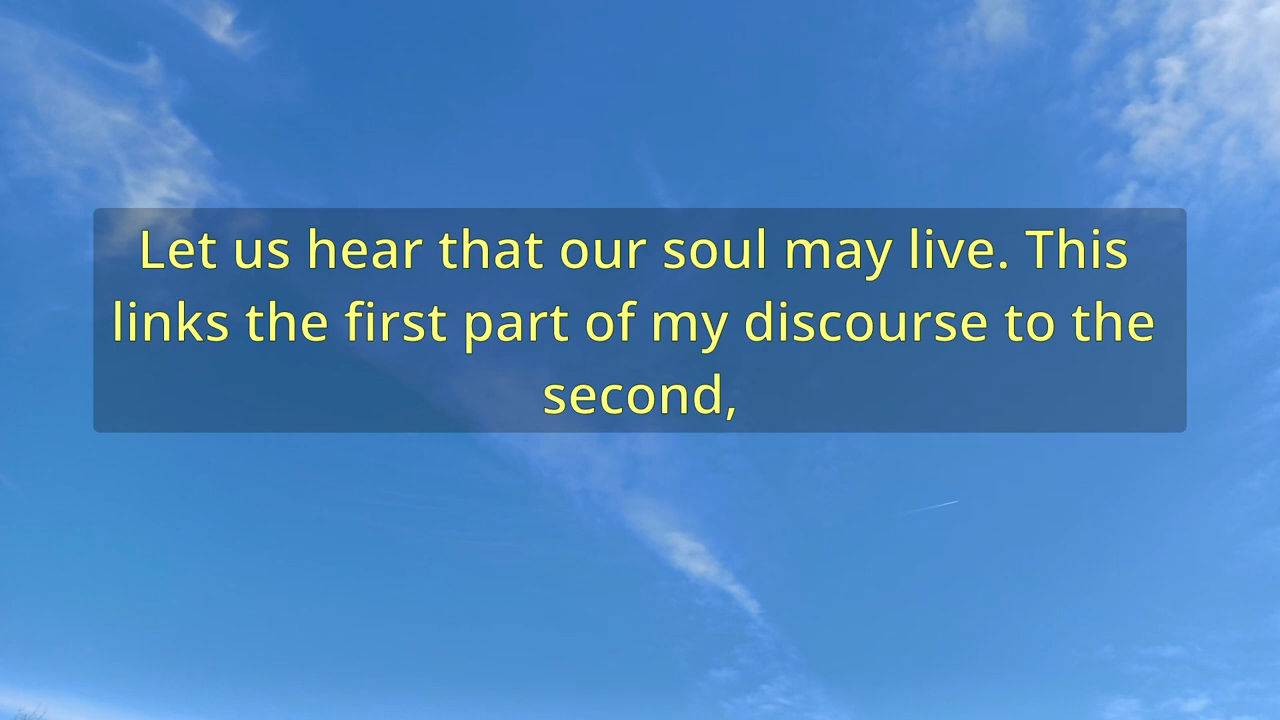 Let us hear that our soul may live. This
links the first part of my discourse to the
second,